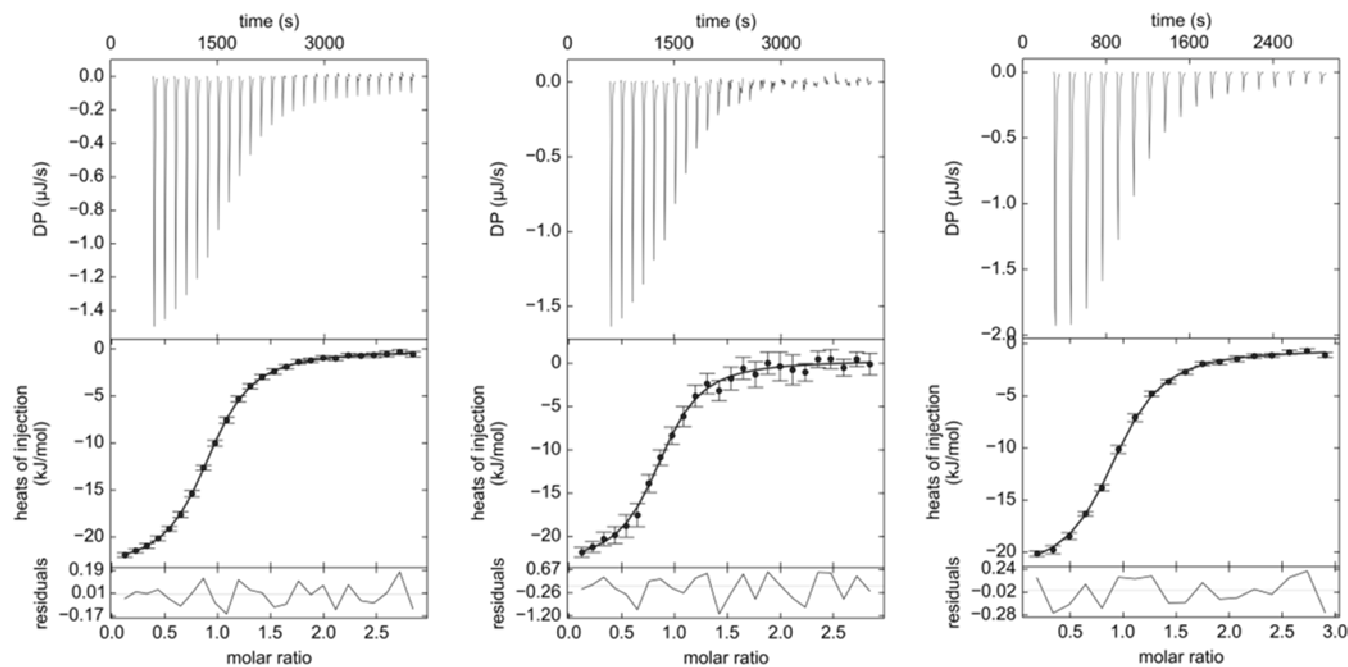 time (s)
0 1500 3000
DP (μJ/s)
0.0
−0.2
−0.4
−0.6
−0.8
−1.0
−1.2
−1.4
heats of injection
(kJ/mol)
0
−5
−10
−15
−20
residuals
0.19
0.01
−0.17
0.0 0.5 1.0 1.5 2.0 2.5
molar ratio
time (s)
0 1500 3000
DP (μJ/s)
0.0
−0.5
−1.0
−1.5
heats of injection
(kJ/mol)
0
−5
−10
−15
−20
residuals
0.67
−0.26
−1.20
0.0 0.5 1.0 1.5 2.0 2.5
molar ratio
time (s)
0 800 1600 2400
DP (μJ/s)
0.0
−0.5
−1.0
−1.5
−2.0
heats of injection
(kJ/mol)
0
−5
−10
−15
−20
residuals
0.24
−0.02
−0.28
0.5 1.0 1.5 2.0 2.5 3.0
molar ratio